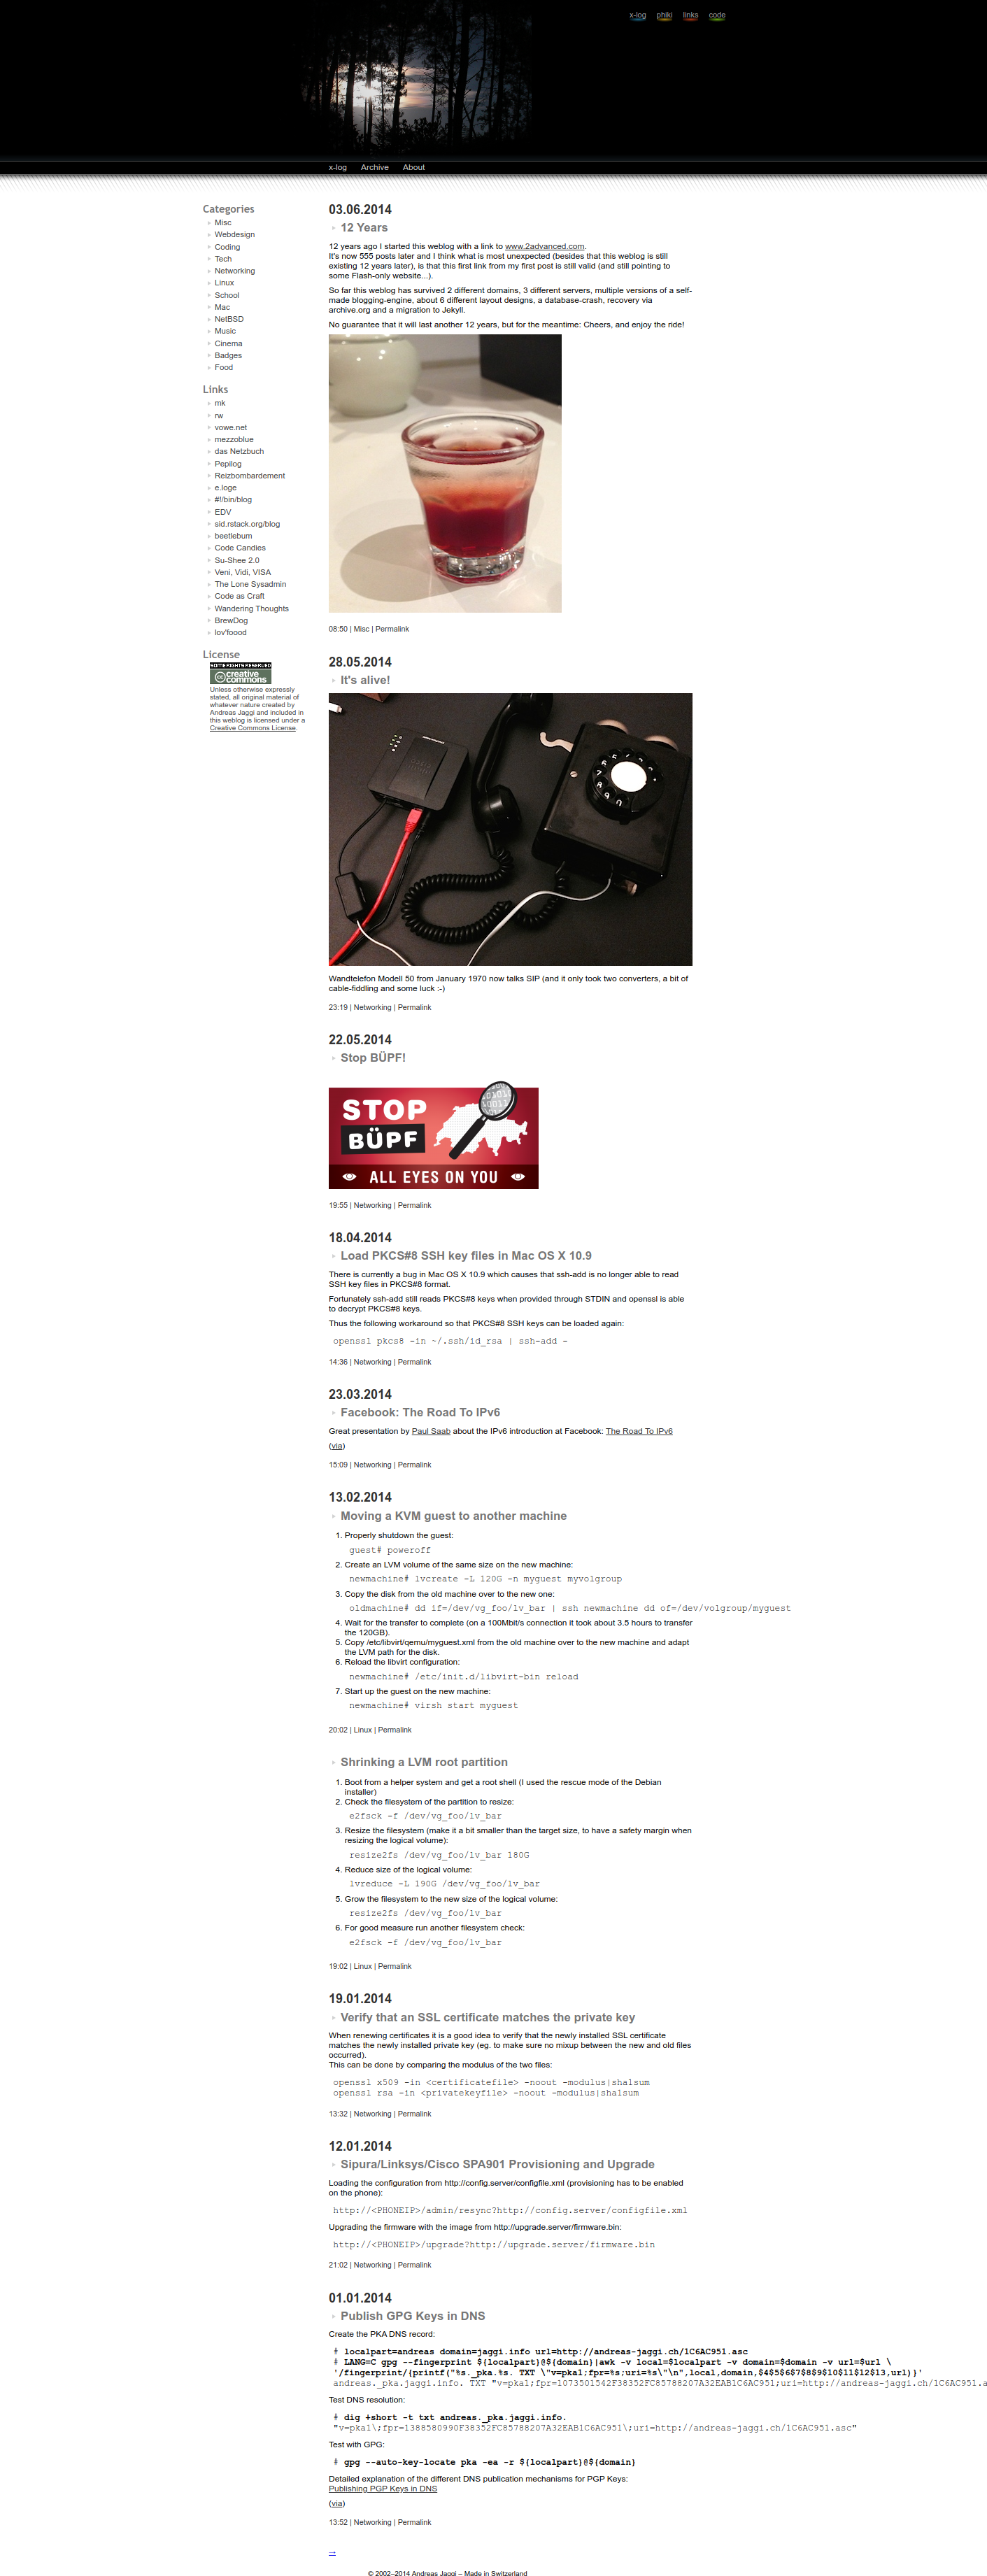 x-log phiki links code
x-log Archive About
Categories
Misc
Webdesign
Coding
Tech
Networking
Linux
School
Mac
NetBSD
Music
Cinema
Badges
Food
Links
mk
rw
vowe.net
mezzoblue
das Netzbuch
Pepilog
Reizbombardement
e.loge
#!/bin/blog
EDV
sid.rstack.org/blog
beetlebum
Code Candies
Su-Shee 2.0
Veni, Vidi, VISA
The Lone Sysadmin
Code as Craft
Wandering Thoughts
BrewDog
lov'foood
License
SOME RIGHTS RESERVED
cc creative commons
Unless otherwise expressly
stated, all original material of
whatever nature created by
Andreas Jaggi and included in
this weblog is licensed under a
Creative Commons License.
03.06.2014
12 Years
12 years ago I started this weblog with a link to www.2advanced.com.
It's now 555 posts later and I think what is most unexpected (besides that this weblog is still
existing 12 years later), is that this first link from my first post is still valid (and still pointing to
some Flash-only website...).
So far this weblog has survived 2 different domains, 3 different servers, multiple versions of a self-
made blogging-engine, about 6 different layout designs, a database-crash, recovery via
archive.org and a migration to Jekyll.
No guarantee that it will last another 12 years, but for the meantime: Cheers, and enjoy the ride!
08:50 | Misc | Permalink
28.05.2014
It's alive!
Wandtelefon Modell 50 from January 1970 now talks SIP (and it only took two converters, a bit of
cable-fiddling and some luck :-)
23:19 | Networking | Permalink
22.05.2014
Stop BÜPF!
STOP
BÜPF
ALL EYES ON YOU
19:55 | Networking | Permalink
18.04.2014
Load PKCS#8 SSH key files in Mac OS X 10.9
There is currently a bug in Mac OS X 10.9 which causes that ssh-add is no longer able to read
SSH key files in PKCS#8 format.
Fortunately ssh-add still reads PKCS#8 keys when provided through STDIN and openssl is able
to decrypt PKCS#8 keys.
Thus the following workaround so that PKCS#8 SSH keys can be loaded again:
openssl pkcs8 -in ~/.ssh/id_rsa | ssh-add -
14:36 | Networking | Permalink
23.03.2014
Facebook: The Road To IPv6
Great presentation by Paul Saab about the IPv6 introduction at Facebook: The Road To IPv6
(via)
15:09 | Networking | Permalink
13.02.2014
Moving a KVM guest to another machine
1. Properly shutdown the guest:
guest# poweroff
2. Create an LVM volume of the same size on the new machine:
newmachine# lvcreate -L 120G -n myguest myvolgroup
3. Copy the disk from the old machine over to the new one:
oldmachine# dd if=/dev/vg_foo/lv_bar | ssh newmachine dd of=/dev/volgroup/myguest
4. Wait for the transfer to complete (on a 100Mbit/s connection it took about 3.5 hours to transfer
the 120GB).
5. Copy /etc/libvirt/qemu/myguest.xml from the old machine over to the new machine and adapt
the LVM path for the disk.
6. Reload the libvirt configuration:
newmachine# /etc/init.d/libvirt-bin reload
7. Start up the guest on the new machine:
newmachine# virsh start myguest
20:02 | Linux | Permalink
Shrinking a LVM root partition
1. Boot from a helper system and get a root shell (I used the rescue mode of the Debian
installer)
2. Check the filesystem of the partition to resize:
e2fsck -f /dev/vg_foo/lv_bar
3. Resize the filesystem (make it a bit smaller than the target size, to have a safety margin when
resizing the logical volume):
resize2fs /dev/vg_foo/lv_bar 180G
4. Reduce size of the logical volume:
lvreduce -L 190G /dev/vg_foo/lv_bar
5. Grow the filesystem to the new size of the logical volume:
resize2fs /dev/vg_foo/lv_bar
6. For good measure run another filesystem check:
e2fsck -f /dev/vg_foo/lv_bar
19:02 | Linux | Permalink
19.01.2014
Verify that an SSL certificate matches the private key
When renewing certificates it is a good idea to verify that the newly installed SSL certificate
matches the newly installed private key (eg. to make sure no mixup between the new and old files
occurred).
This can be done by comparing the modulus of the two files:
openssl x509 -in <certificatefile> -noout -modulus|sha1sum
openssl rsa -in <privatekeyfile> -noout -modulus|sha1sum
13:32 | Networking | Permalink
12.01.2014
Sipura/Linksys/Cisco SPA901 Provisioning and Upgrade
Loading the configuration from http://config.server/configfile.xml (provisioning has to be enabled
on the phone):
http://<PHONEIP>/admin/resync?http://config.server/configfile.xml
Upgrading the firmware with the image from http://upgrade.server/firmware.bin:
http://<PHONEIP>/upgrade?http://upgrade.server/firmware.bin
21:02 | Networking | Permalink
01.01.2014
Publish GPG Keys in DNS
Create the PKA DNS record:
# localpart=andreas domain=jaggi.info url=http://andreas-jaggi.ch/1C6AC951.asc
# LANG=C gpg --fingerprint ${localpart}@${domain}|awk -v local=$localpart -v domain=$domain -v url=$url \
'/fingerprint/{printf("%s._pka.%s. TXT \"v=pka1;fpr=%s;uri=%s\"\n",local,domain,$4$5$6$7$8$9$10$11$12$13,url)}'
andreas._pka.jaggi.info. TXT "v=pka1;fpr=1073501542F38352FC85788207A32EAB1C6AC951;uri=http://andreas-jaggi.ch/1C6AC951.a
Test DNS resolution:
# dig +short -t txt andreas._pka.jaggi.info.
"v=pka1\;fpr=1388580990F38352FC85788207A32EAB1C6AC951\;uri=http://andreas-jaggi.ch/1C6AC951.asc"
Test with GPG:
# gpg --auto-key-locate pka -ea -r ${localpart}@${domain}
Detailed explanation of the different DNS publication mechanisms for PGP Keys:
Publishing PGP Keys in DNS
(via)
13:52 | Networking | Permalink
→
© 2002–2014 Andreas Jaggi – Made in Switzerland